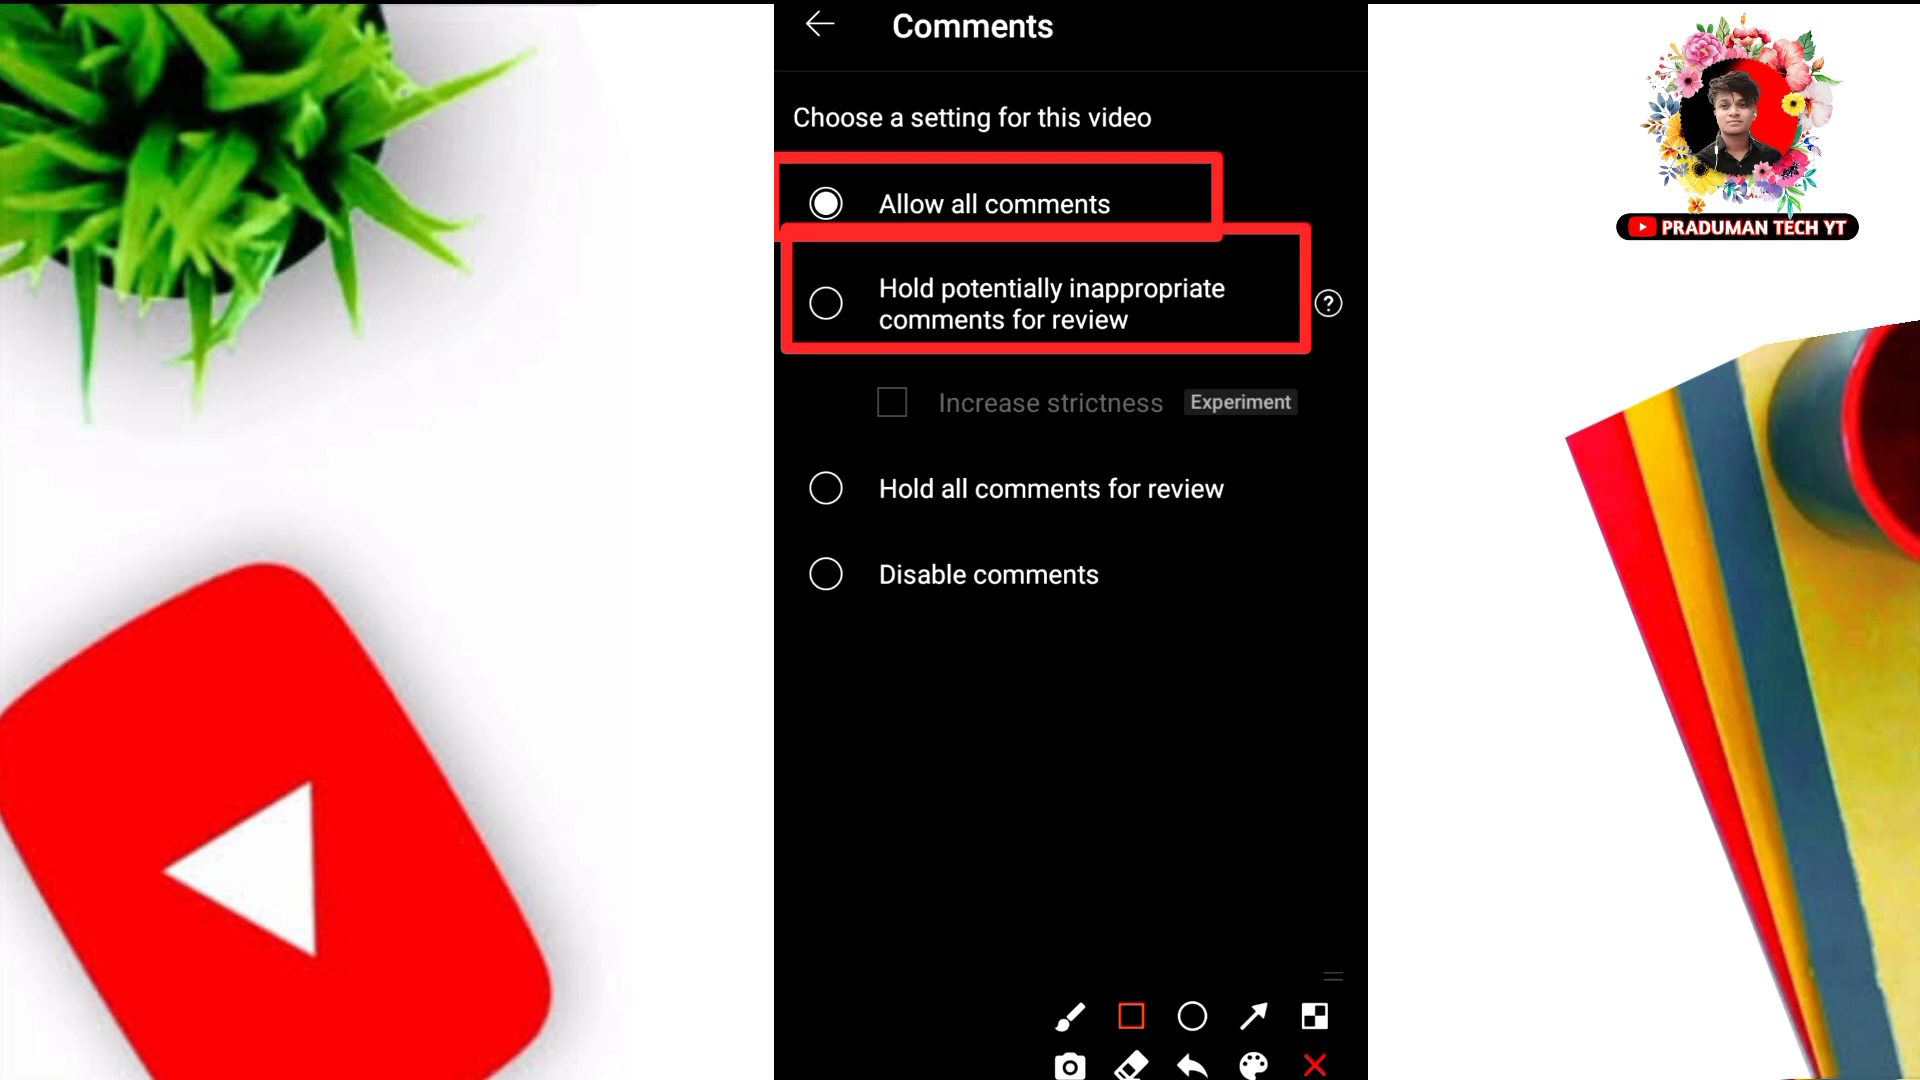 Comments
Choose a setting for this video
Allow all comments
Hold potentially inappropriate
comments for review
Increase strictness Experiment
Hold all comments for review
Disable comments
PRADUMAN TECH YT